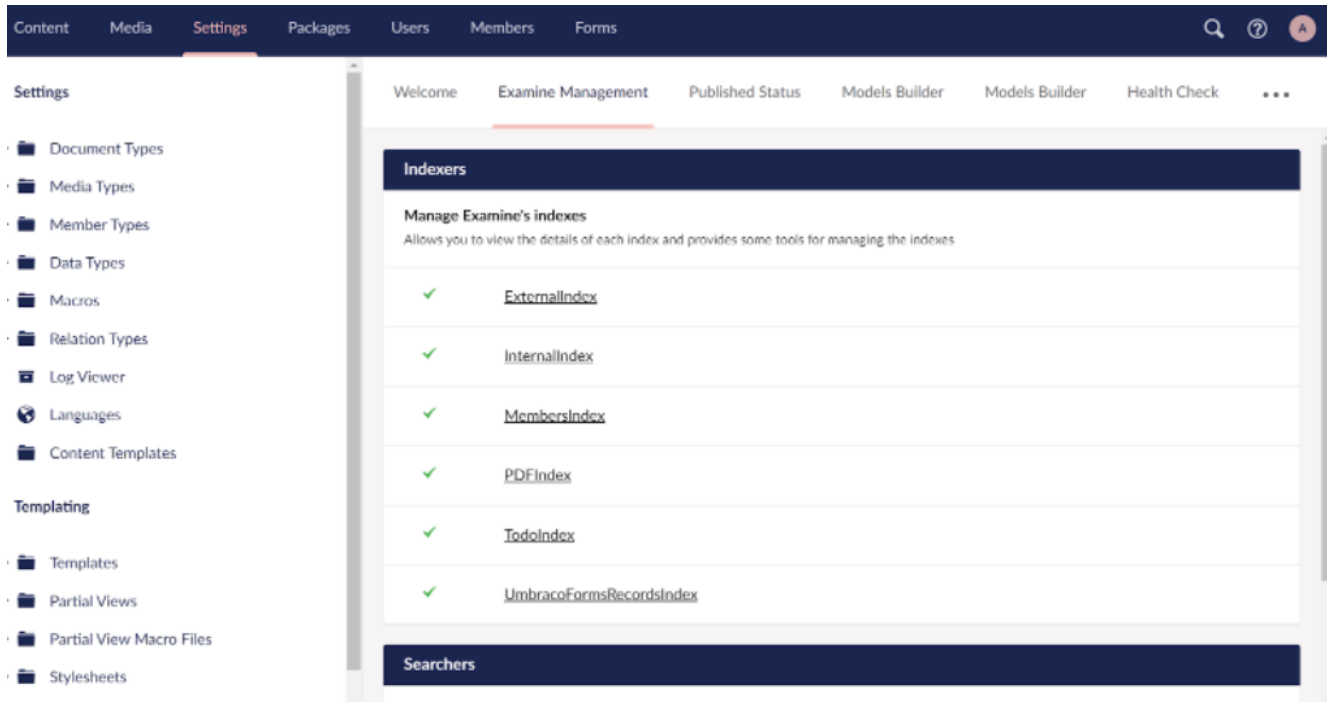 Content Media Settings Packages Users Members Forms A
Settings
Document Types
Media Types
Member Types
Data Types
Macros
Relation Types
Log Viewer
Languages
Content Templates
Templating
Templates
Partial Views
Partial View Macro Files
Stylesheets
Welcome Examine Management Published Status Models Builder Models Builder Health Check
Indexers
Manage Examine's indexes
Allows you to view the details of each index and provides some tools for managing the indexes
ExternalIndex
InternalIndex
MembersIndex
PDFIndex
TodoIndex
UmbracoFormsRecordsIndex
Searchers